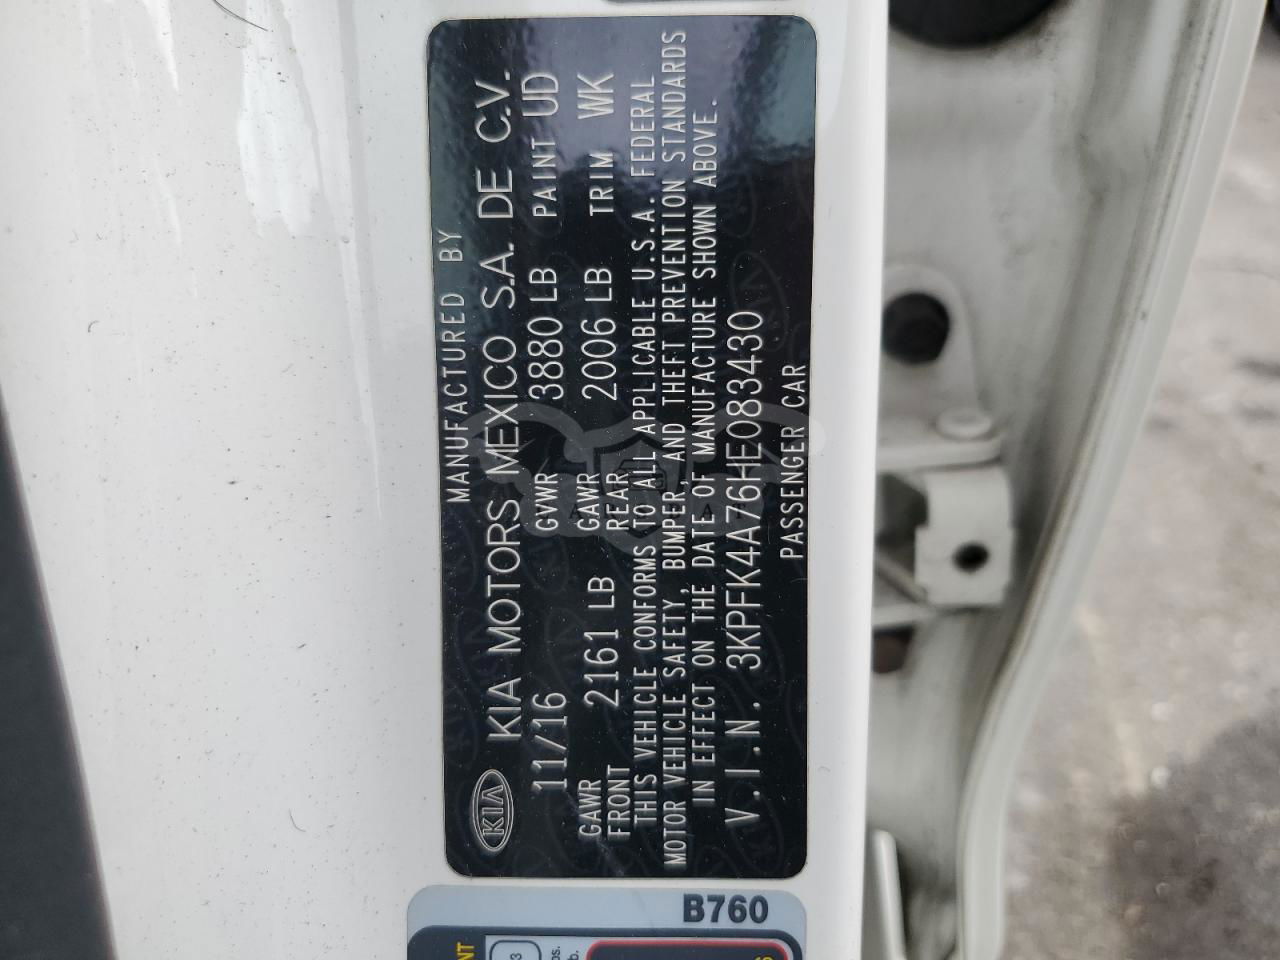 MANUFACTURED BY
KIA KIA MOTORS MEXICO S.A. DE C.V.
11/16 GVWR 3880 LB PAINT UD
GAWR FRONT 2161 LB GAWR REAR 2006 LB TRIM WK
THIS VEHICLE CONFORMS TO ALL APPLICABLE U.S.A. FEDERAL
MOTOR VEHICLE SAFETY, BUMPER, AND THEFT PREVENTION STANDARDS
IN EFFECT ON THE DATE OF MANUFACTURE SHOWN ABOVE.
V.I.N. 3KPFK4A76HE083430
PASSENGER CAR
B760
3